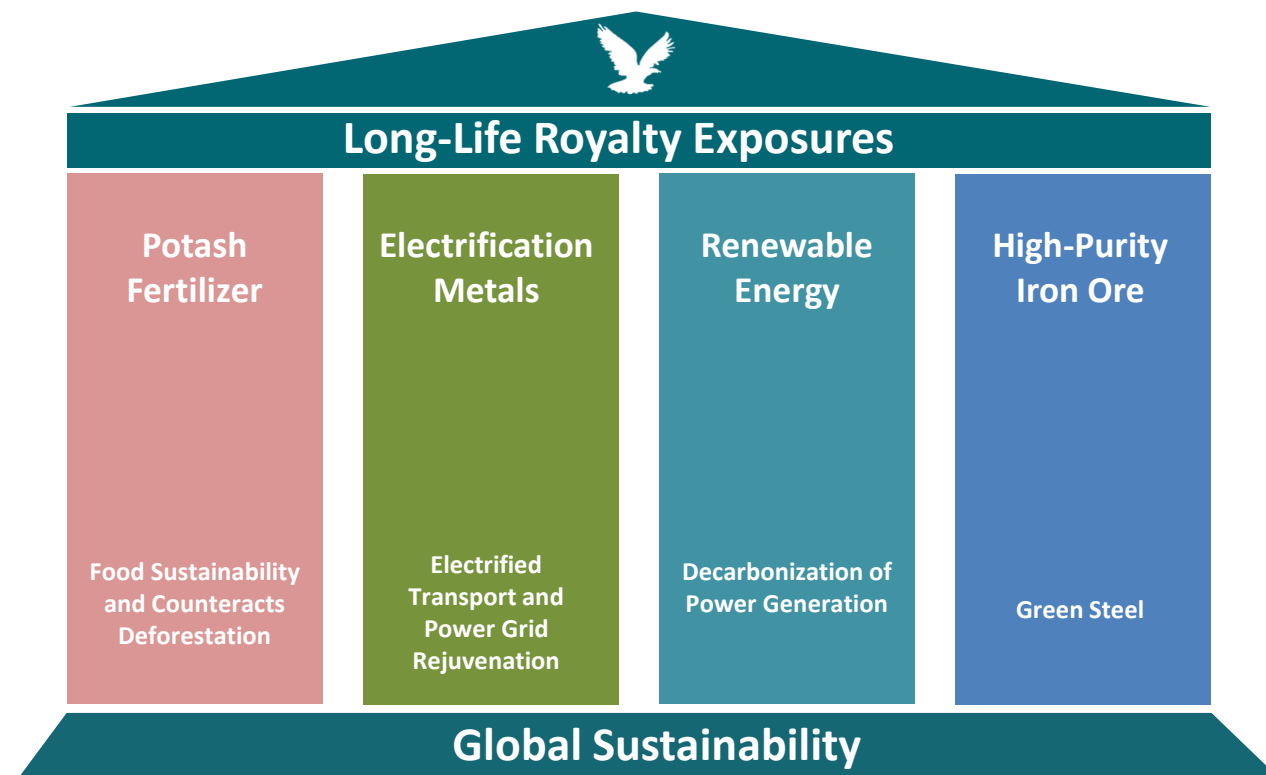 Long-Life Royalty Exposures
Potash
Fertilizer
Food Sustainability
and Counteracts
Deforestation
Electrification
Metals
Electrified
Transport and
Power Grid
Rejuvenation
Renewable
Energy
Decarbonization of
Power Generation
High-Purity
Iron Ore
Green Steel
Global Sustainability